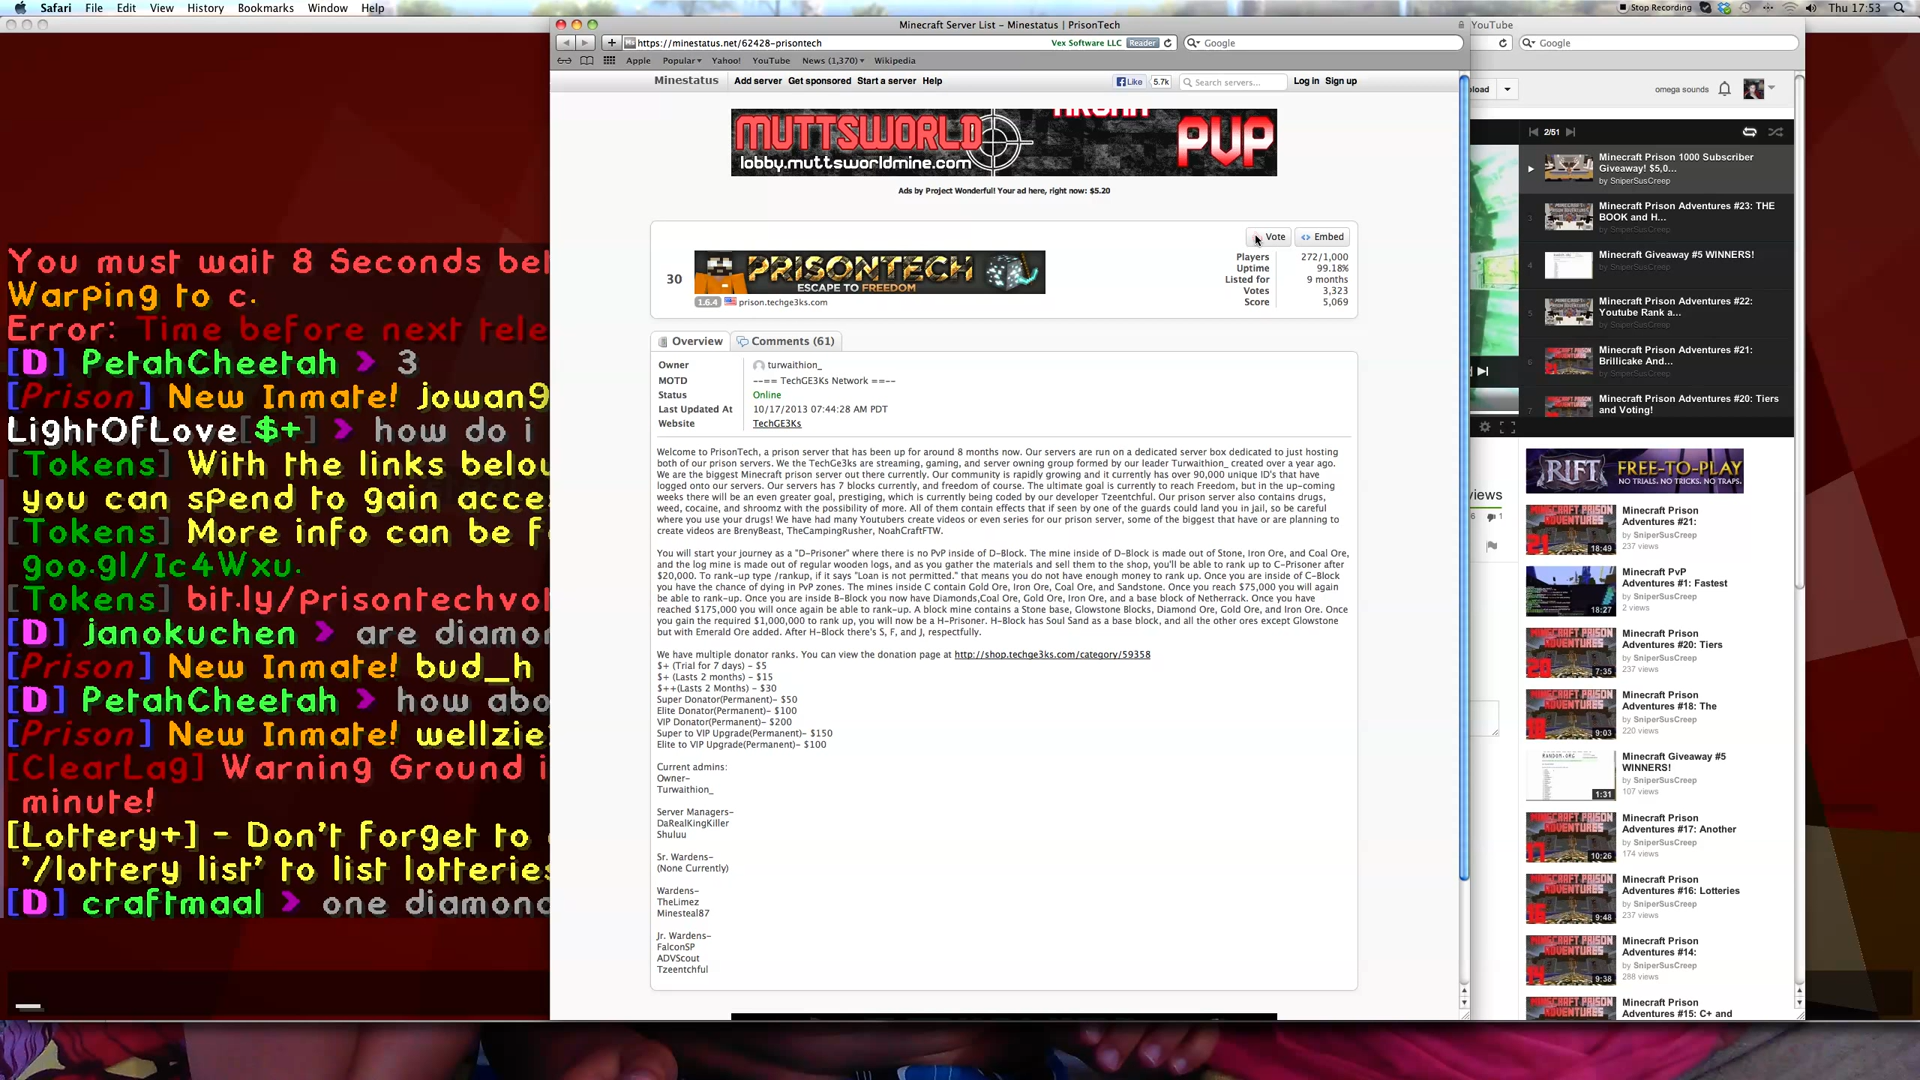 Safari File Edit View History Bookmarks Window Help
Stop Recording
Thu 17:53
Minecraft Server List – Minestatus | PrisonTech
https://minestatus.net/62428-prisontech
Vex Software LLC
Reader
Google
Apple Popular Yahoo! YouTube News (1,370) Wikipedia
Minestatus Add server Get sponsored Start a server Help
Like 5.7k
Search servers...
Log in Sign up
MUTTSWORLD
lobby.muttsworldmine.com
PVP
Ads by Project Wonderful! Your ad here, right now: $5.20
Vote
Embed
30
PRISONTECH
ESCAPE TO FREEDOM
1.6.4 prison.techge3ks.com
Players 272/1,000
Uptime 99.18%
Listed for 9 months
Votes 3,323
Score 5,069
Overview Comments (61)
Owner turwaithion_
MOTD --== TechGE3Ks Network ==--
Status Online
Last Updated At 10/17/2013 07:44:28 AM PDT
Website TechGE3Ks
Welcome to PrisonTech, a prison server that has been up for around 8 months now. Our servers are run on a dedicated server box dedicated to just hosting
both of our prison servers. We the TechGe3ks are streaming, gaming, and server owning group formed by our leader Turwaithion_ created over a year ago.
We are the biggest Minecraft prison server out there currently. Our community is rapidly growing and it currently has over 90,000 unique ID's that have
logged onto our servers. Our servers has 7 blocks currently, and freedom of course. The ultimate goal is currently to reach Freedom, but in the up-coming
weeks there will be an even greater goal, prestiging, which is currently being coded by our developer Tzeentchful. Our prison server also contains drugs,
weed, cocaine, and shroomz with the possibility of more. All of them contain effects that if seen by one of the guards could land you in jail, so be careful
where you use your drugs! We have had many Youtubers create videos or even series for our prison server, some of the biggest that have or are planning to
create videos are BrenyBeast, TheCampingRusher, NoahCraftFTW.
You will start your journey as a "D-Prisoner" where there is no PvP inside of D-Block. The mine inside of D-Block is made out of Stone, Iron Ore, and Coal Ore,
and the log mine is made out of regular wooden logs, and as you gather the materials and sell them to the shop, you'll be able to rank up to C-Prisoner after
$20,000. To rank-up type /rankup, if it says "Loan is not permitted." that means you do not have enough money to rank up. Once you are inside of C-Block
you have the chance of dying in PvP zones. The mines inside C contain Gold Ore, Iron Ore, Coal Ore, and Sandstone. Once you reach $75,000 you will again
be able to rank-up. Once you are inside B-Block you now have Diamonds,Coal Ore, Gold Ore, Iron Ore, and a base block of Netherrack. Once you have
reached $175,000 you will once again be able to rank-up. A block mine contains a Stone base, Glowstone Blocks, Diamond Ore, Gold Ore, and Iron Ore. Once
you gain the required $1,000,000 to rank up, you will now be a H-Prisoner. H-Block has Soul Sand as a base block, and all the other ores except Glowstone
but with Emerald Ore added. After H-Block there's S, F, and J, respectfully.
We have multiple donator ranks. You can view the donation page at http://shop.techge3ks.com/category/59358
$+ (Trial for 7 days) – $5
$+ (Lasts 2 months) – $15
$++(Lasts 2 Months) – $30
Super Donator(Permanent)– $50
Elite Donator(Permanent)– $100
VIP Donator(Permanent)– $200
Super to VIP Upgrade(Permanent)– $150
Elite to VIP Upgrade(Permanent)– $100
Current admins:
Owner–
Turwaithion_
Server Managers–
DaRealKingKiller
Shuluu
Sr. Wardens–
(None Currently)
Wardens–
TheLimez
Minesteal87
Jr. Wardens–
FalconSP
ADVScout
Tzeentchful
You must wait 8 Seconds be
Warping to c.
Error: Time before next tele
[D] PetahCheetah > 3
[Prison] New Inmate! jowan9
LightOfLove[$+] > how do i
[Tokens] With the links belo
you can spend to gain acce
[Tokens] More info can be f
goo.gl/Ic4Wxu.
[Tokens] bit.ly/prisontechvo
[D] janokuchen > are diamo
[Prison] New Inmate! bud_h
[D] PetahCheetah > how abo
[Prison] New Inmate! wellzie
[ClearLag] Warning Ground i
minute!
[Lottery+] - Don't forget to
'/lottery list' to list lotteries
[D] craftmaal > one diamon
YouTube
Google
pload
omega sounds
2/51
Minecraft Prison 1000 Subscriber
Giveaway! $5,0...
by SniperSusCreep
3
Minecraft Prison Adventures #23: THE
BOOK and H...
by SniperSusCreep
4
Minecraft Giveaway #5 WINNERS!
by SniperSusCreep
5
Minecraft Prison Adventures #22:
Youtube Rank a...
by SniperSusCreep
6
Minecraft Prison Adventures #21:
Brillicake And...
by SniperSusCreep
7
Minecraft Prison Adventures #20: Tiers
and Voting!
views
6 1
RIFT FREE-TO-PLAY
NO TRIALS. NO TRICKS. NO TRAPS.
Minecraft Prison
Adventures #21:
by SniperSusCreep
237 views
21
18:49
Minecraft PvP
Adventures #1: Fastest
by SniperSusCreep
2 views
18:27
Minecraft Prison
Adventures #20: Tiers
by SniperSusCreep
237 views
20
7:35
Minecraft Prison
Adventures #18: The
by SniperSusCreep
220 views
9:03
Minecraft Giveaway #5
WINNERS!
by SniperSusCreep
107 views
1:31
Minecraft Prison
Adventures #17: Another
by SniperSusCreep
174 views
10:26
Minecraft Prison
Adventures #16: Lotteries
by SniperSusCreep
237 views
9:48
Minecraft Prison
Adventures #14:
by SniperSusCreep
288 views
9:38
Minecraft Prison
Adventures #15: C+ and